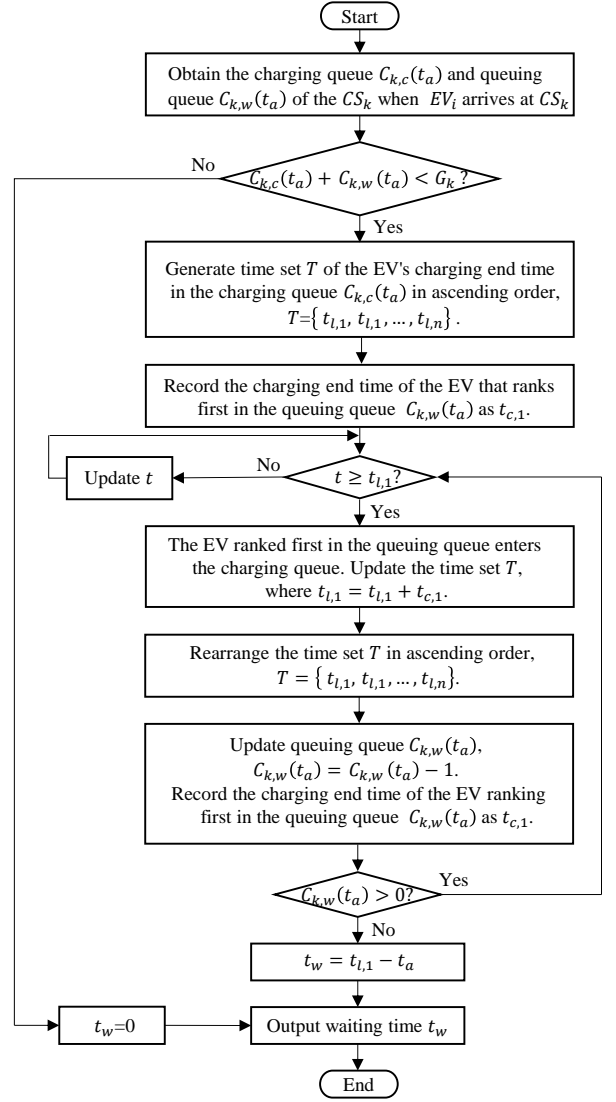 Start
Obtain the charging queue C_{k,c}(t_a) and queuing
queue C_{k,w}(t_a) of the CS_k when EV_i arrives at CS_k
No
C_{k,c}(t_a) + C_{k,w}(t_a) < G_k ?
Yes
Generate time set T of the EV's charging end time
in the charging queue C_{k,c}(t_a) in ascending order,
T={ t_{l,1}, t_{l,1}, ... , t_{l,n}} .
Record the charging end time of the EV that ranks
first in the queuing queue C_{k,w}(t_a) as t_{c,1}.
Update t
No
t ≥ t_{l,1}?
Yes
The EV ranked first in the queuing queue enters
the charging queue. Update the time set T,
where t_{l,1} = t_{l,1} + t_{c,1}.
Rearrange the time set T in ascending order,
T = { t_{l,1}, t_{l,1}, ... , t_{l,n}}.
Update queuing queue C_{k,w}(t_a),
C_{k,w}(t_a) = C_{k,w}(t_a) − 1.
Record the charging end time of the EV ranking
first in the queuing queue C_{k,w}(t_a) as t_{c,1}.
C_{k,w}(t_a) > 0?
Yes
No
t_w = t_{l,1} − t_a
t_w=0
Output waiting time t_w
End